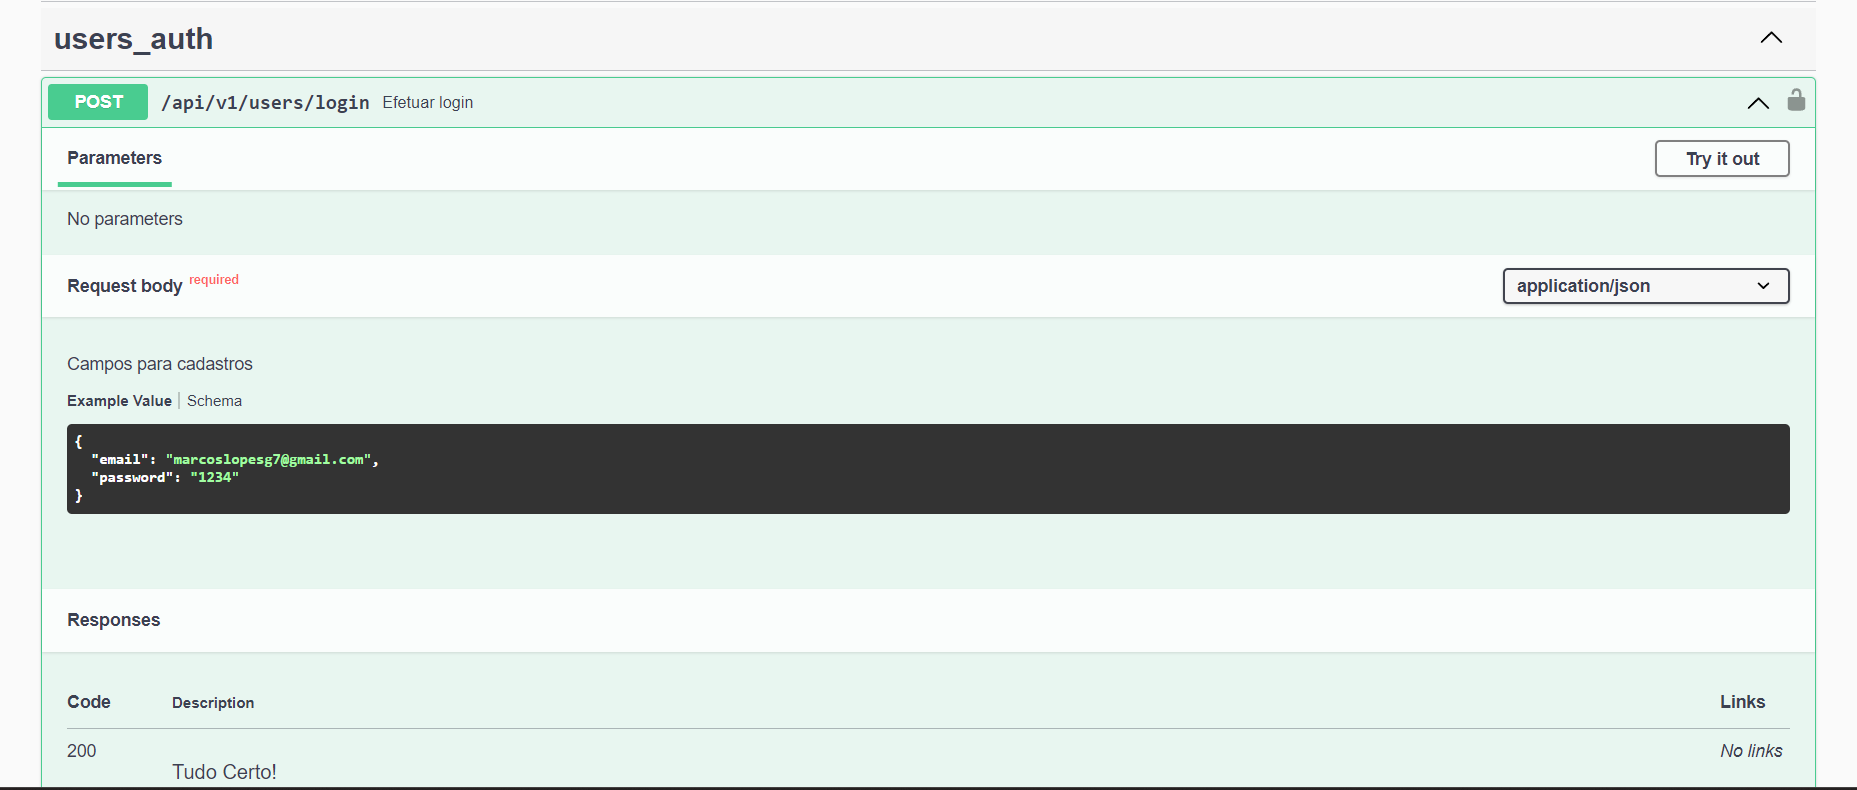 users_auth
POST /api/v1/users/login Efetuar login
Parameters
Try it out
No parameters
Request body required
application/json
Campos para cadastros
Example Value | Schema
{
"email": "marcoslopesg7@gmail.com",
"password": "1234"
}
Responses
Code Description Links
200 No links
Tudo Certo!